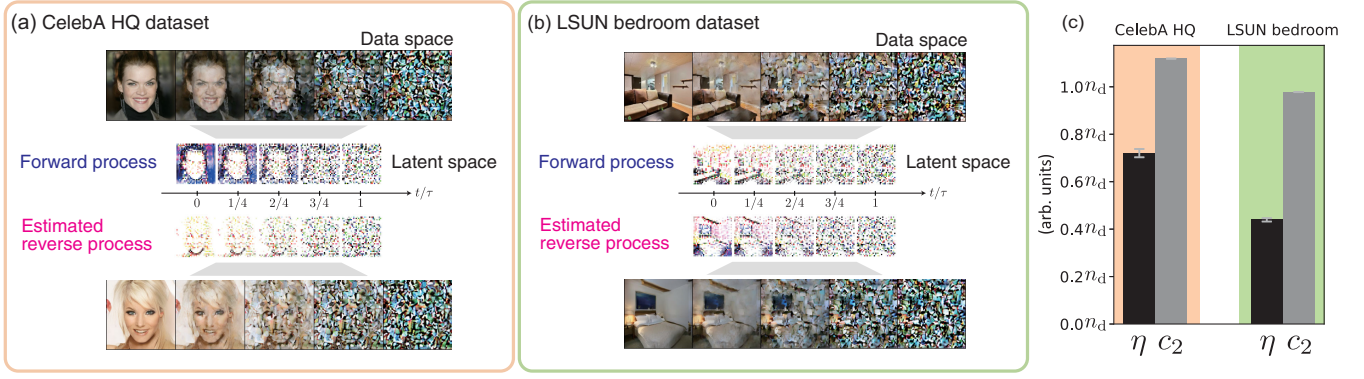 (a) CelebA HQ dataset
Data space
Forward process
Latent space
0 1/4 2/4 3/4 1 t/τ
Estimated
reverse process
(b) LSUN bedroom dataset
Data space
Forward process
Latent space
0 1/4 2/4 3/4 1 t/τ
Estimated
reverse process
(c)
CelebA HQ LSUN bedroom
(arb. units)
1.0n_d
0.8n_d
0.6n_d
0.4n_d
0.2n_d
0.0n_d
η c₂ η c₂